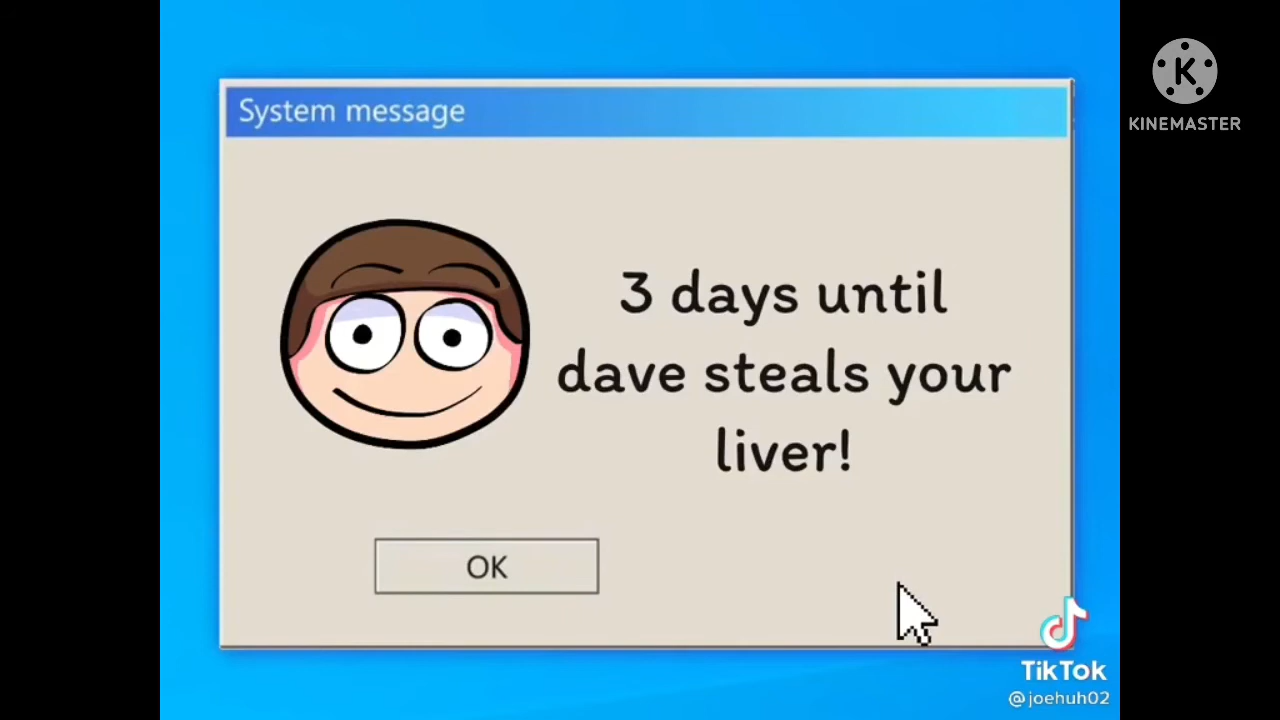 System message
K
KINEMASTER
3 days until
dave steals your
liver!
OK
TikTok
@joehuh02